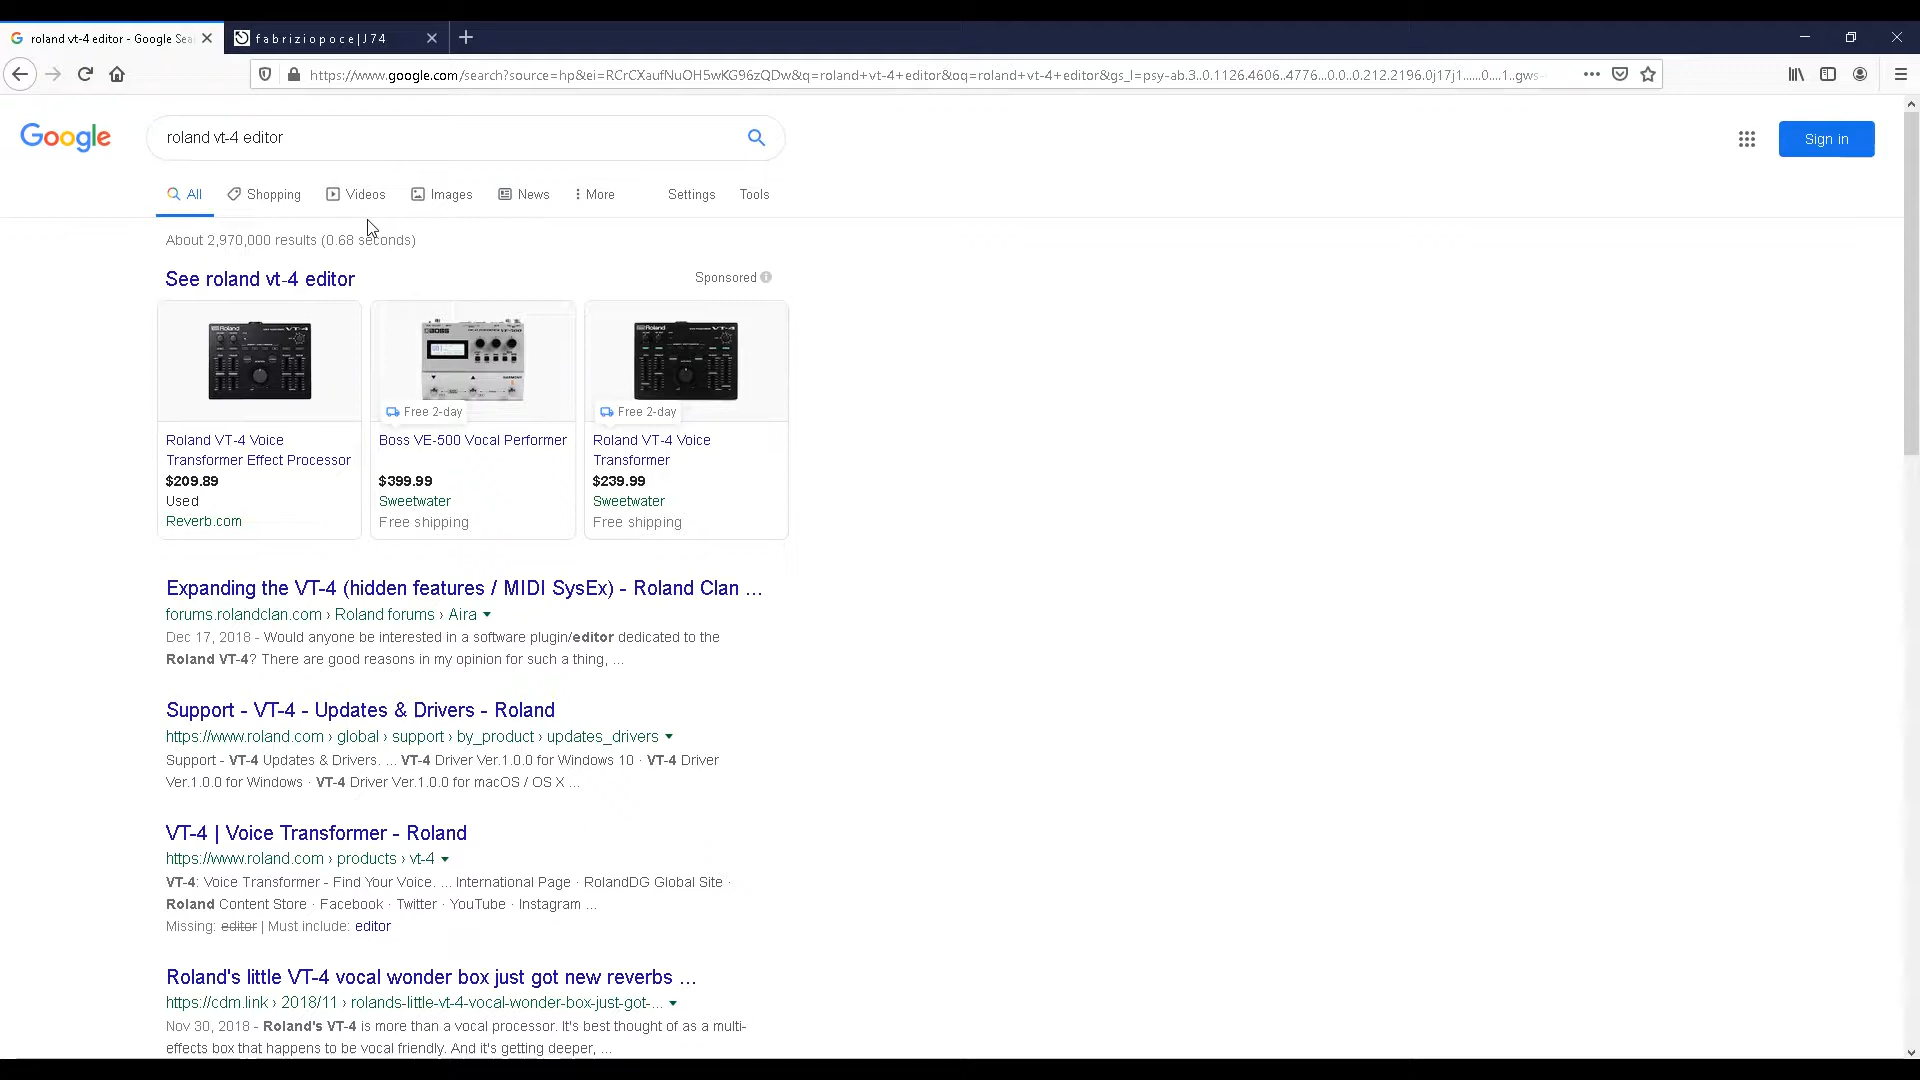 roland vt-4 editor - Google Sea
f a b r i z i o p o c e | J 7 4
https://www.google.com/search?source=hp&ei=RCrCXaufNuOH5wKG96zQDw&q=roland+vt-4+editor&oq=roland+vt-4+editor&gs_l=psy-ab.3..0.1126.4606..4776...0.0..0.212.2196.0j17j1......0....1..gws-
Google
roland vt-4 editor
Sign in
All
Shopping
Videos
Images
News
More
Settings
Tools
About 2,970,000 results (0.68 seconds)
See roland vt-4 editor
Sponsored
Roland
VT-4
BOSS
Roland
VT-4
Free 2-day
Free 2-day
Roland VT-4 Voice
Transformer Effect Processor
$209.89
Used
Reverb.com
Boss VE-500 Vocal Performer
$399.99
Sweetwater
Free shipping
Roland VT-4 Voice
Transformer
$239.99
Sweetwater
Free shipping
Expanding the VT-4 (hidden features / MIDI SysEx) - Roland Clan ...
forums.rolandclan.com › Roland forums › Aira
Dec 17, 2018 - Would anyone be interested in a software plugin/editor dedicated to the
Roland VT-4? There are good reasons in my opinion for such a thing, ...
Support - VT-4 - Updates & Drivers - Roland
https://www.roland.com › global › support › by_product › updates_drivers
Support - VT-4 Updates & Drivers. ... VT-4 Driver Ver.1.0.0 for Windows 10 · VT-4 Driver
Ver.1.0.0 for Windows · VT-4 Driver Ver.1.0.0 for macOS / OS X ...
VT-4 | Voice Transformer - Roland
https://www.roland.com › products › vt-4
VT-4: Voice Transformer - Find Your Voice. ... International Page · RolandDG Global Site ·
Roland Content Store · Facebook · Twitter · YouTube · Instagram ...
Missing: editor | Must include: editor
Roland's little VT-4 vocal wonder box just got new reverbs ...
https://cdm.link › 2018/11 › rolands-little-vt-4-vocal-wonder-box-just-got-...
Nov 30, 2018 - Roland's VT-4 is more than a vocal processor. It's best thought of as a multi-
effects box that happens to be vocal friendly. And it's getting deeper, ...